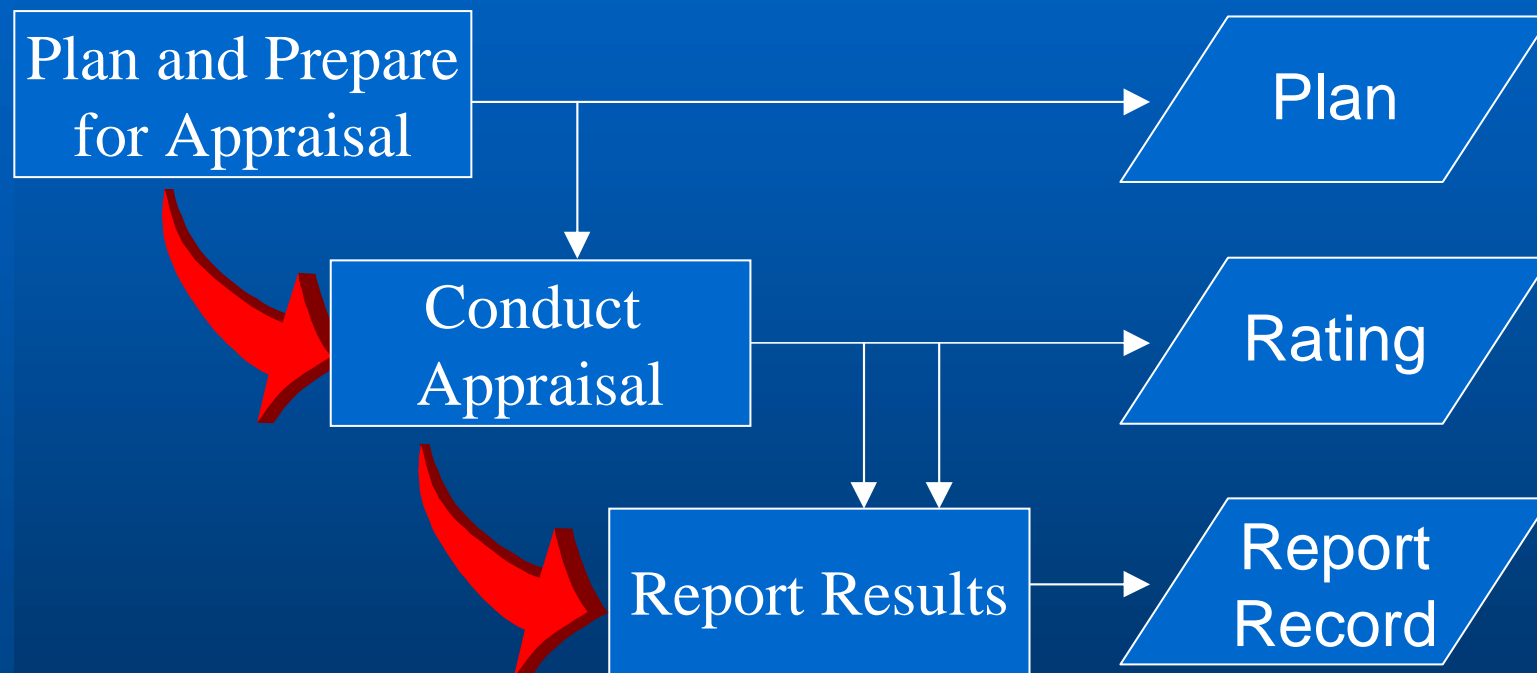 Plan and Prepare
for Appraisal
Plan
Conduct
Appraisal
Rating
Report Results
Report
Record